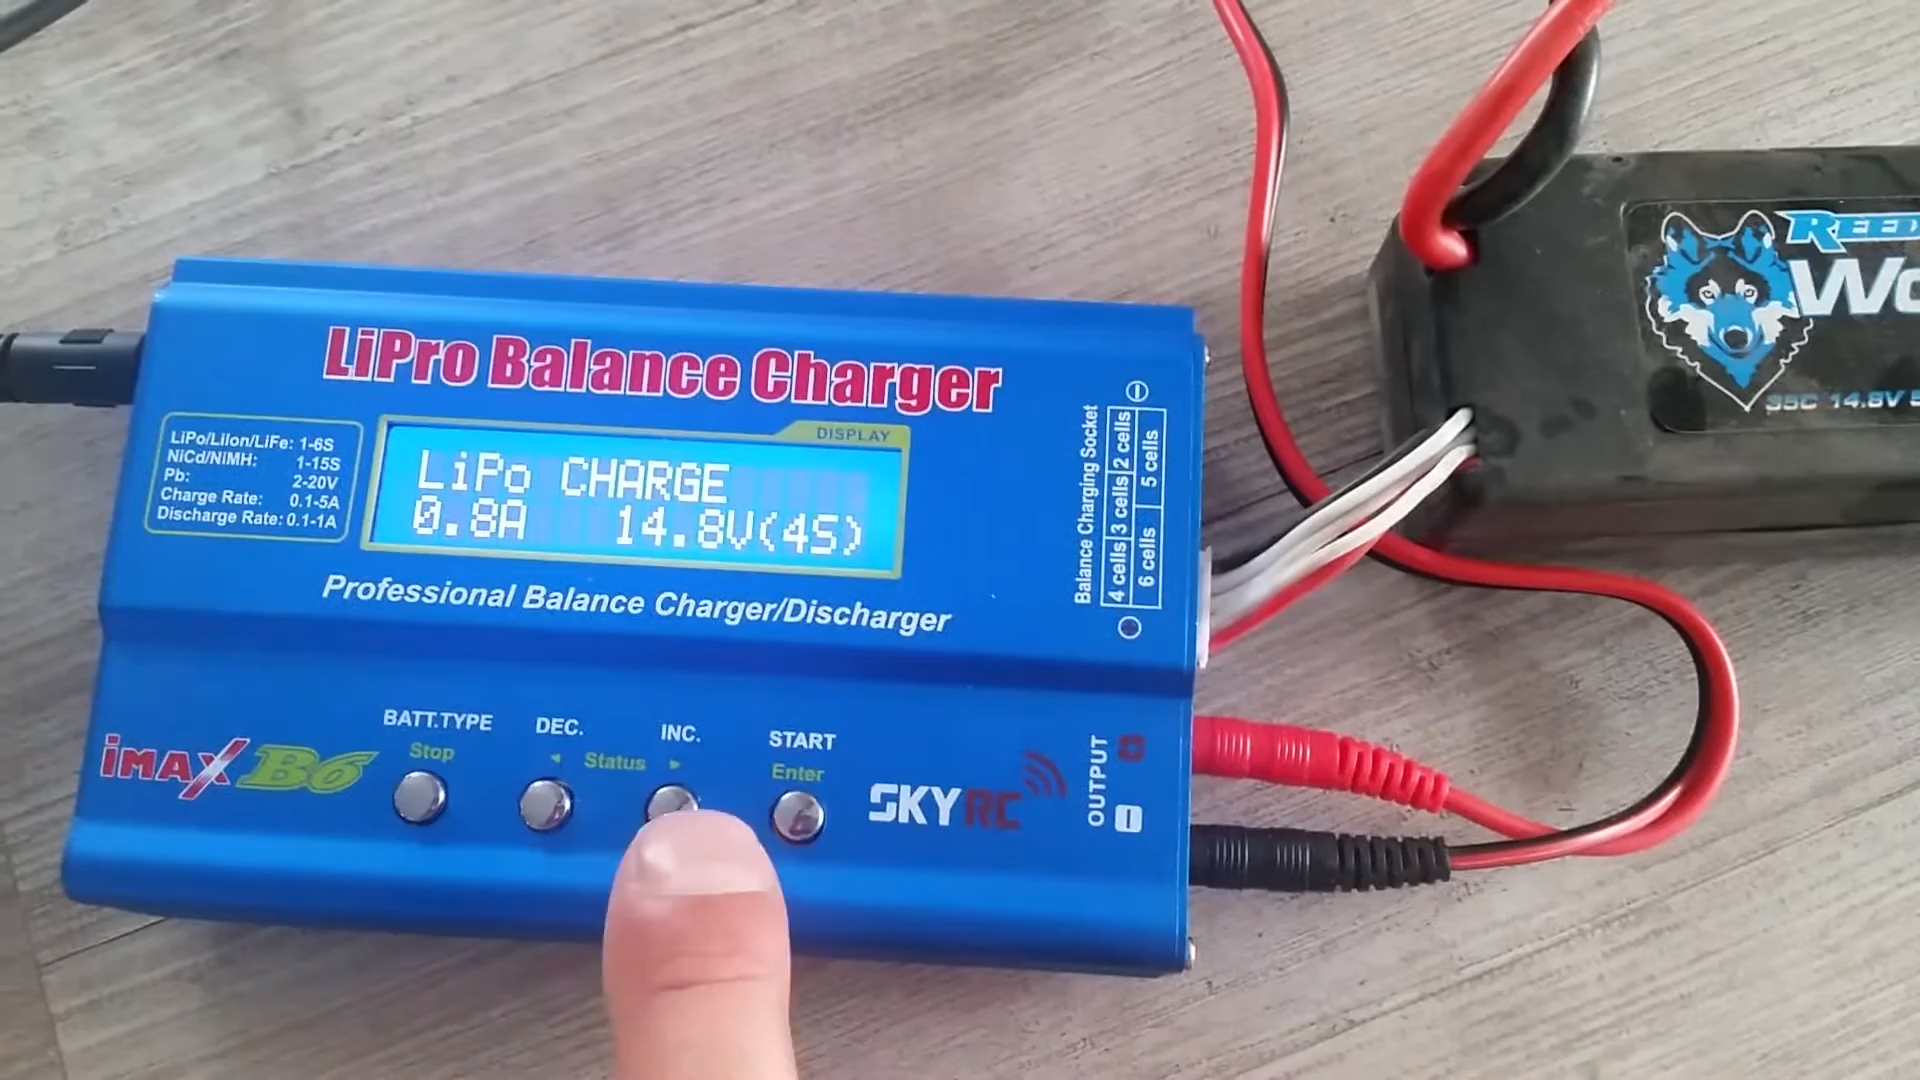 LiPro Balance Charger
LiPo/LiIon/LiFe: 1-6S
NiCd/NiMH: 1-15S
Pb: 2-20V
Charge Rate: 0.1-5A
Discharge Rate: 0.1-1A
DISPLAY
LiPo CHARGE
0.8A 14.8V(4S)
Professional Balance Charger/Discharger
Balance Charging Socket
4 cells 3 cells 2 cells
6 cells 5 cells
BATT.TYPE
Stop
DEC.
Status
INC.
START
Enter
iMAX B6
SKYRC
OUTPUT
35C 14.8V